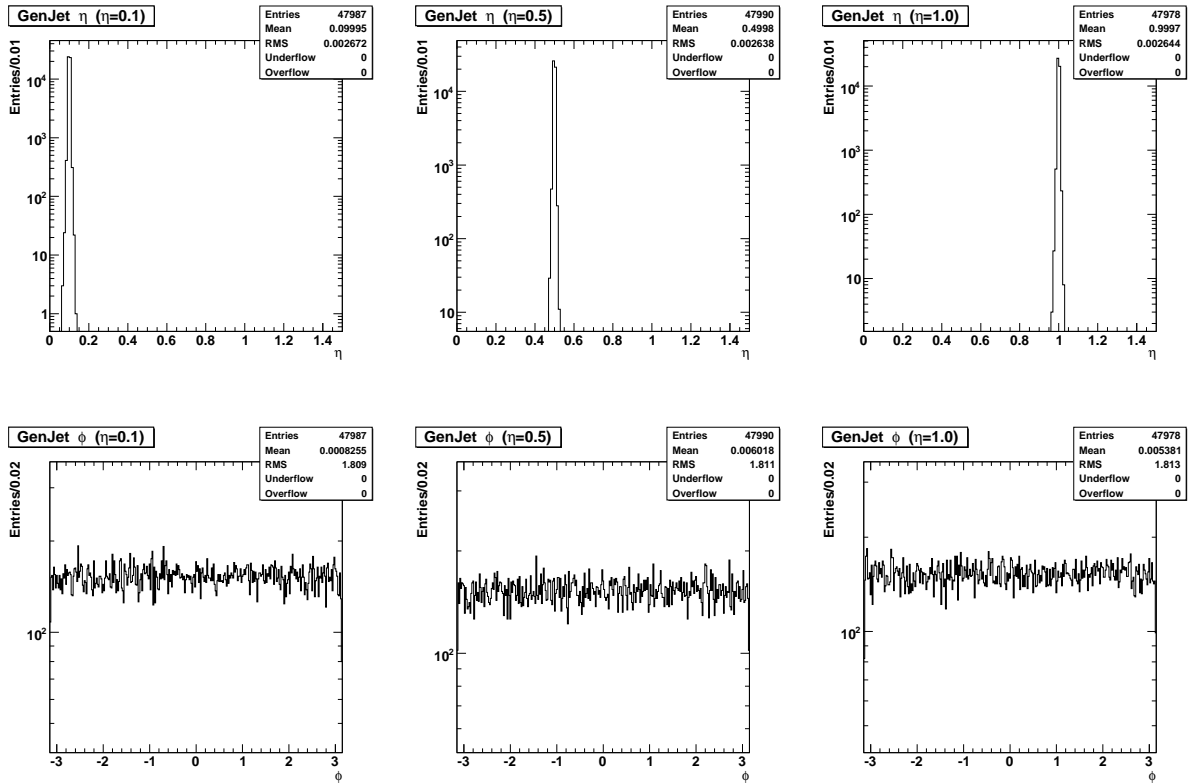 GenJet η (η=0.1)
Entries 47987
Mean 0.09995
RMS 0.002672
Underflow 0
Overflow 0
Entries/0.01
10⁴
10³
10²
10
1
0 0.2 0.4 0.6 0.8 1 1.2 1.4
η
GenJet η (η=0.5)
Entries 47990
Mean 0.4998
RMS 0.002638
Underflow 0
Overflow 0
Entries/0.01
10⁴
10³
10²
10
0 0.2 0.4 0.6 0.8 1 1.2 1.4
η
GenJet η (η=1.0)
Entries 47978
Mean 0.9997
RMS 0.002644
Underflow 0
Overflow 0
Entries/0.01
10⁴
10³
10²
10
0 0.2 0.4 0.6 0.8 1 1.2 1.4
η
GenJet ϕ (η=0.1)
Entries 47987
Mean 0.0008255
RMS 1.809
Underflow 0
Overflow 0
Entries/0.02
10²
-3 -2 -1 0 1 2 3
ϕ
GenJet ϕ (η=0.5)
Entries 47990
Mean 0.006018
RMS 1.811
Underflow 0
Overflow 0
Entries/0.02
10²
-3 -2 -1 0 1 2 3
ϕ
GenJet ϕ (η=1.0)
Entries 47978
Mean 0.005381
RMS 1.813
Underflow 0
Overflow 0
Entries/0.02
10²
-3 -2 -1 0 1 2 3
ϕ